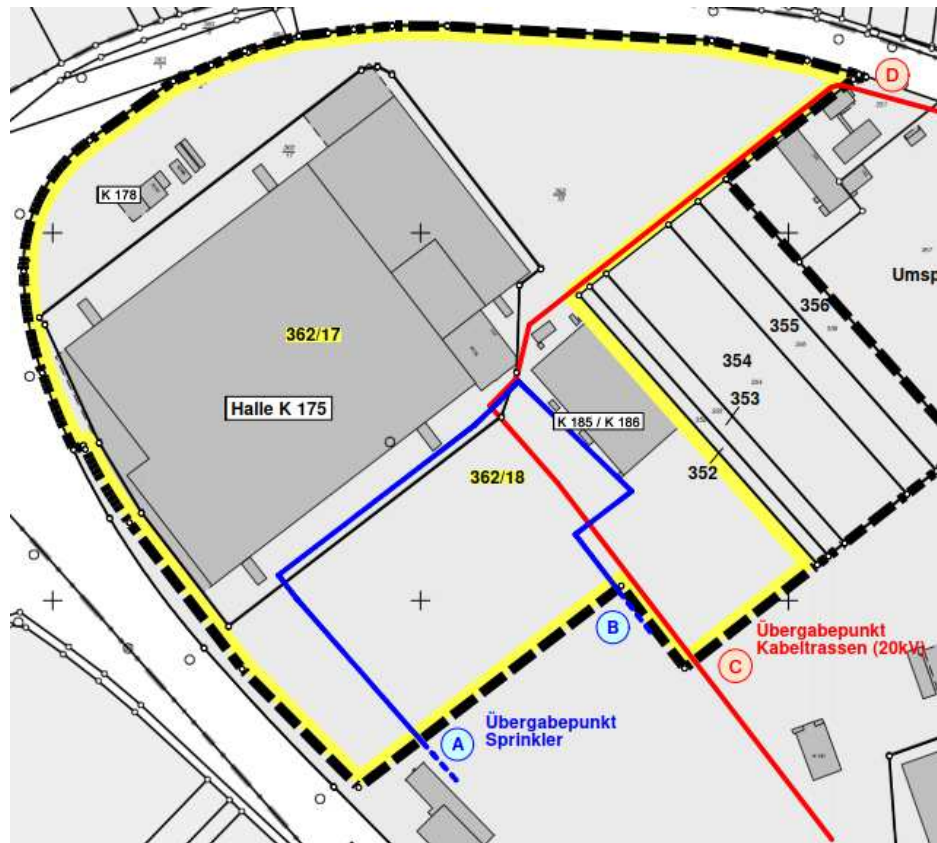 D
K 178
Umsp
362/17
356
355
354
Halle K 175
353
K 185 / K 186
352
362/18
B
Übergabepunkt
Kabeltrassen (20kV)
C
Übergabepunkt
Sprinkler
A